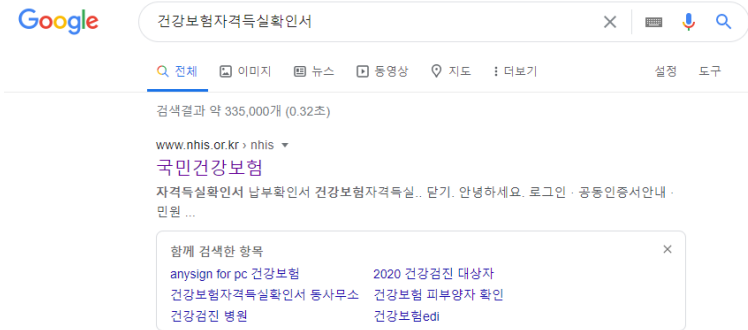 Google
건강보험자격득실확인서
전체 이미지 뉴스 동영상 지도 더보기 설정 도구
검색결과 약 335,000개 (0.32초)
www.nhis.or.kr › nhis
국민건강보험
자격득실확인서 납부확인서 건강보험자격득실.. 닫기. 안녕하세요. 로그인 · 공동인증서안내 ·
민원 ...
함께 검색한 항목
anysign for pc 건강보험 2020 건강검진 대상자
건강보험자격득실확인서 동사무소 건강보험 피부양자 확인
건강검진 병원 건강보험edi